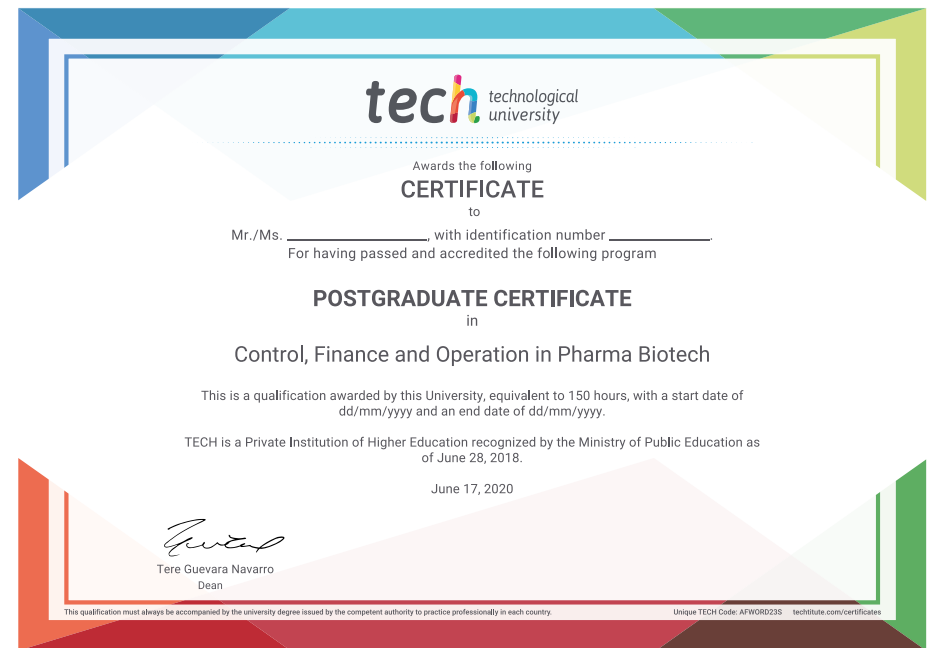 tech technological
university
Awards the following
CERTIFICATE
to
Mr./Ms. ____________, with identification number ____________.
For having passed and accredited the following program
POSTGRADUATE CERTIFICATE
in
Control, Finance and Operation in Pharma Biotech
This is a qualification awarded by this University, equivalent to 150 hours, with a start date of
dd/mm/yyyy and an end date of dd/mm/yyyy.
TECH is a Private Institution of Higher Education recognized by the Ministry of Public Education as
of June 28, 2018.
June 17, 2020
Tere Guevara Navarro
Dean
This qualification must always be accompanied by the university degree issued by the competent authority to practice professionally in each country.
Unique TECH Code: AFWORD23S techtitute.com/certificates